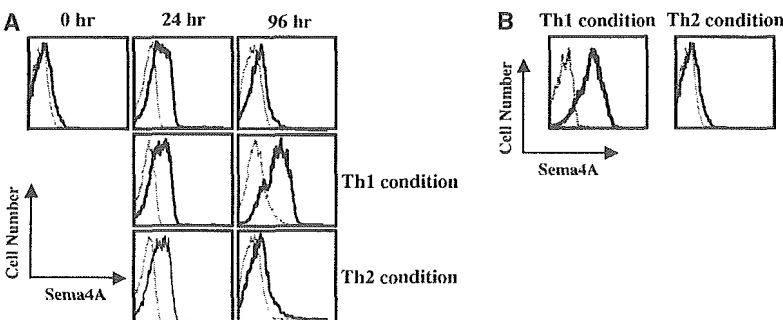 A
0 hr
24 hr
96 hr
Th1 condition
Th2 condition
Cell Number
Sema4A
B
Th1 condition
Th2 condition
Cell Number
Sema4A